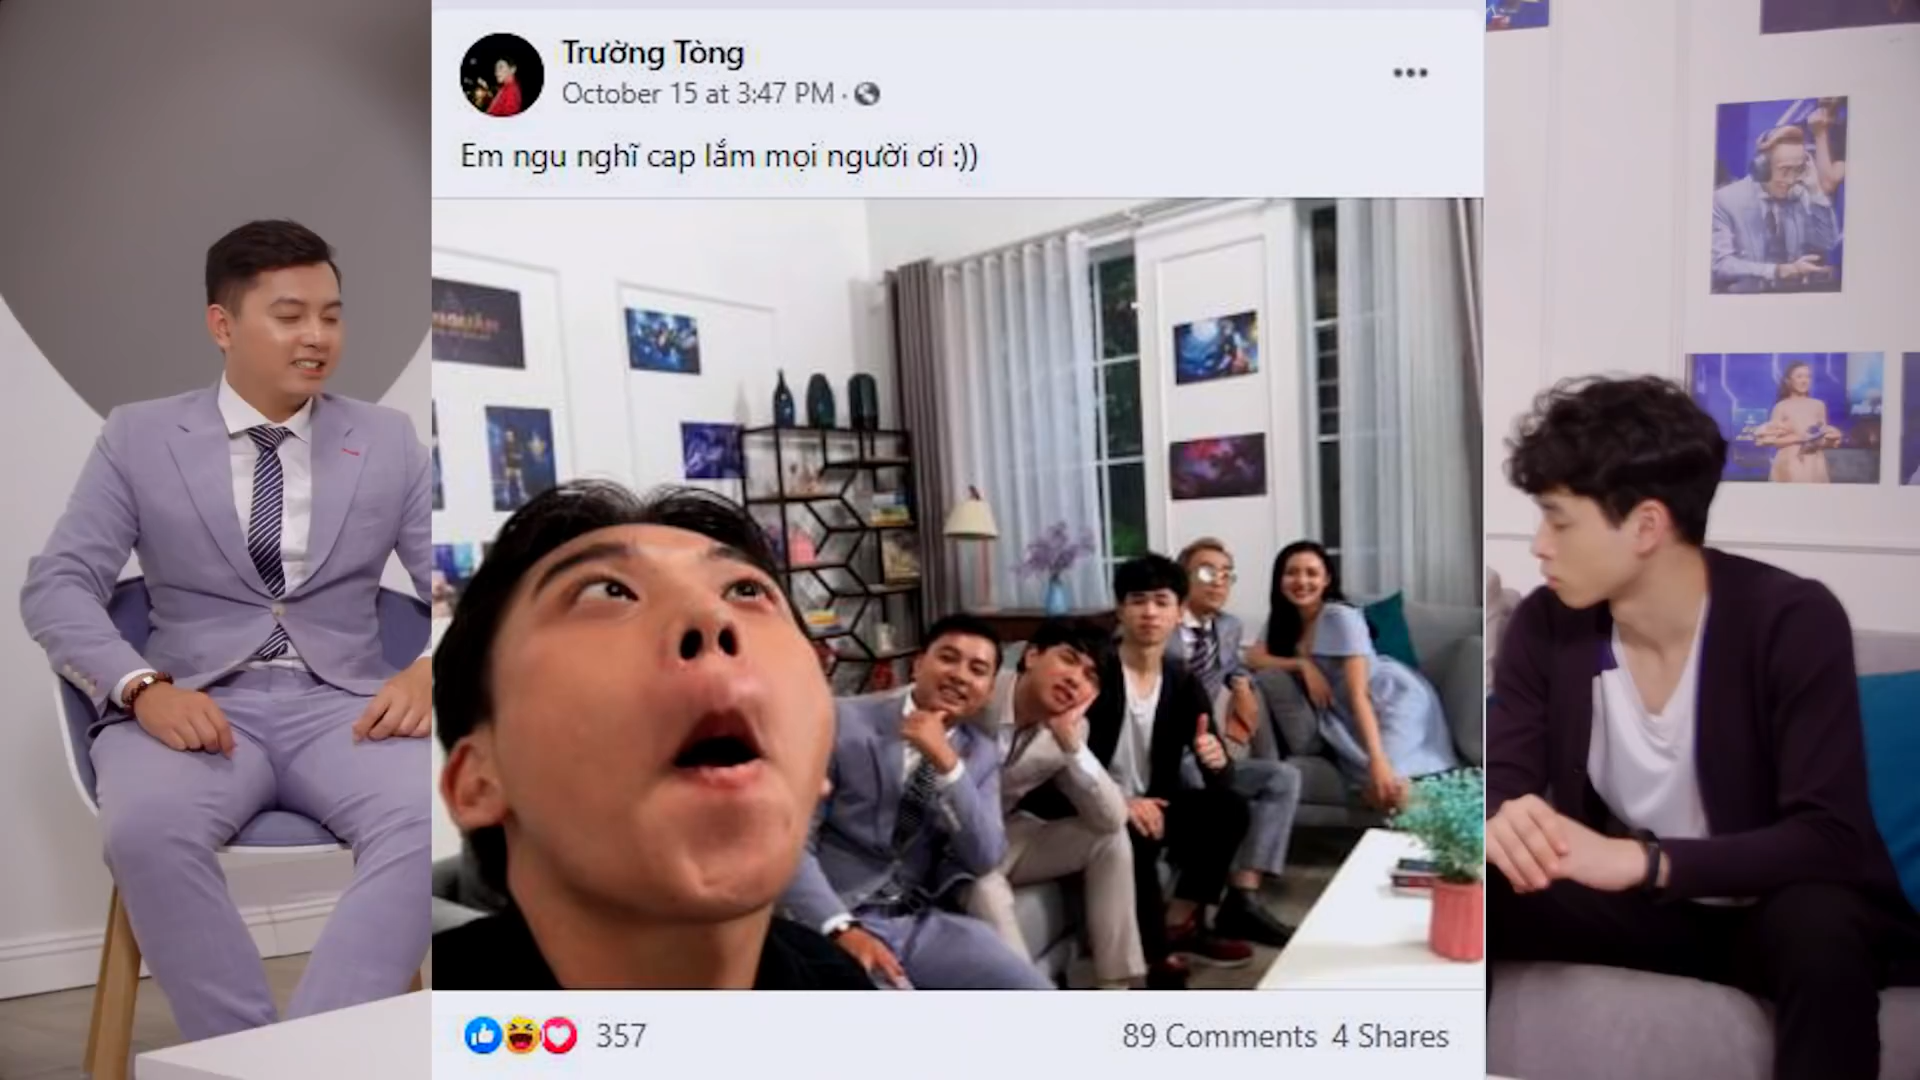 Trường Tòng
October 15 at 3:47 PM ·
Em ngu nghĩ cap lắm mọi người ơi :))
357
89 Comments 4 Shares